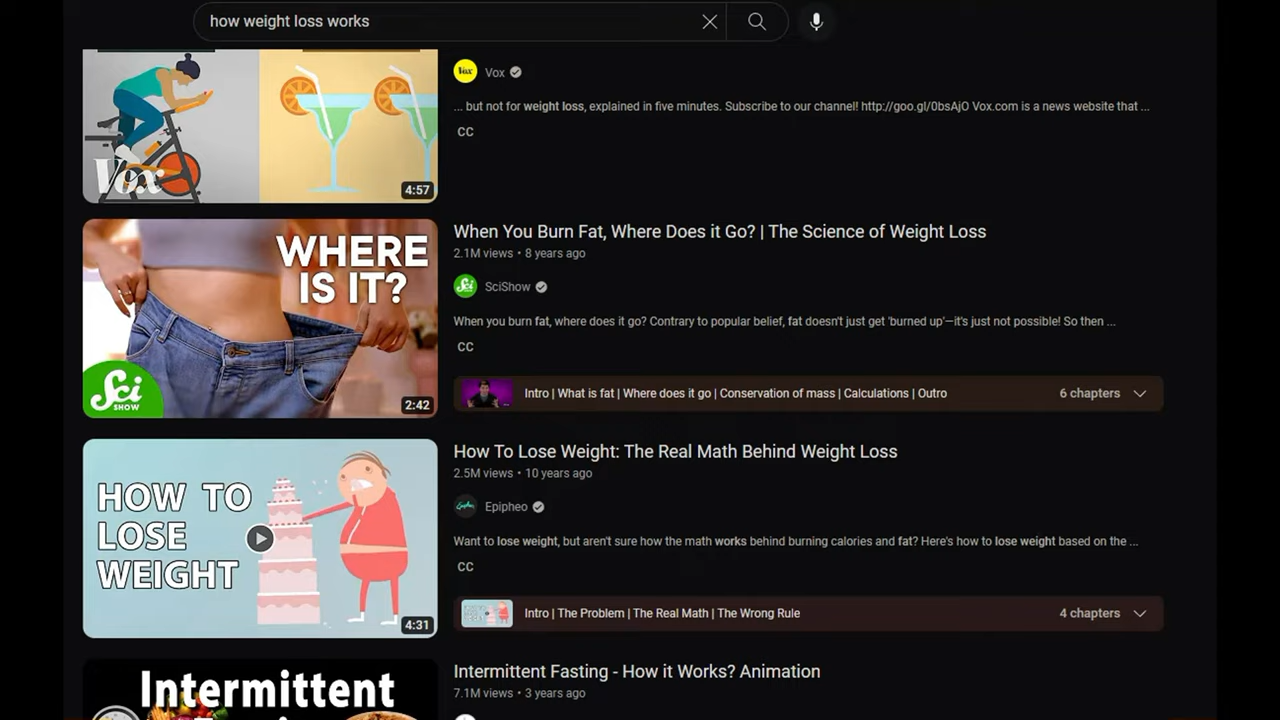 how weight loss works
Vox
4:57
Vox
... but not for weight loss, explained in five minutes. Subscribe to our channel! http://goo.gl/0bsAjO Vox.com is a news website that ...
CC
WHERE
IS IT?
Sci
SHOW
2:42
When You Burn Fat, Where Does it Go? | The Science of Weight Loss
2.1M views • 8 years ago
SciShow
When you burn fat, where does it go? Contrary to popular belief, fat doesn't just get 'burned up'—it's just not possible! So then ...
CC
Intro | What is fat | Where does it go | Conservation of mass | Calculations | Outro
6 chapters
HOW TO
LOSE
WEIGHT
4:31
How To Lose Weight: The Real Math Behind Weight Loss
2.5M views • 10 years ago
Epipheo
Want to lose weight, but aren't sure how the math works behind burning calories and fat? Here's how to lose weight based on the ...
CC
Intro | The Problem | The Real Math | The Wrong Rule
4 chapters
Intermittent
Intermittent Fasting - How it Works? Animation
7.1M views • 3 years ago